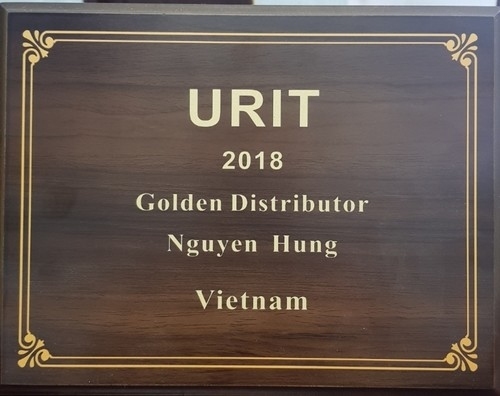 URIT
2018
Golden Distributor
Nguyen Hung
Vietnam